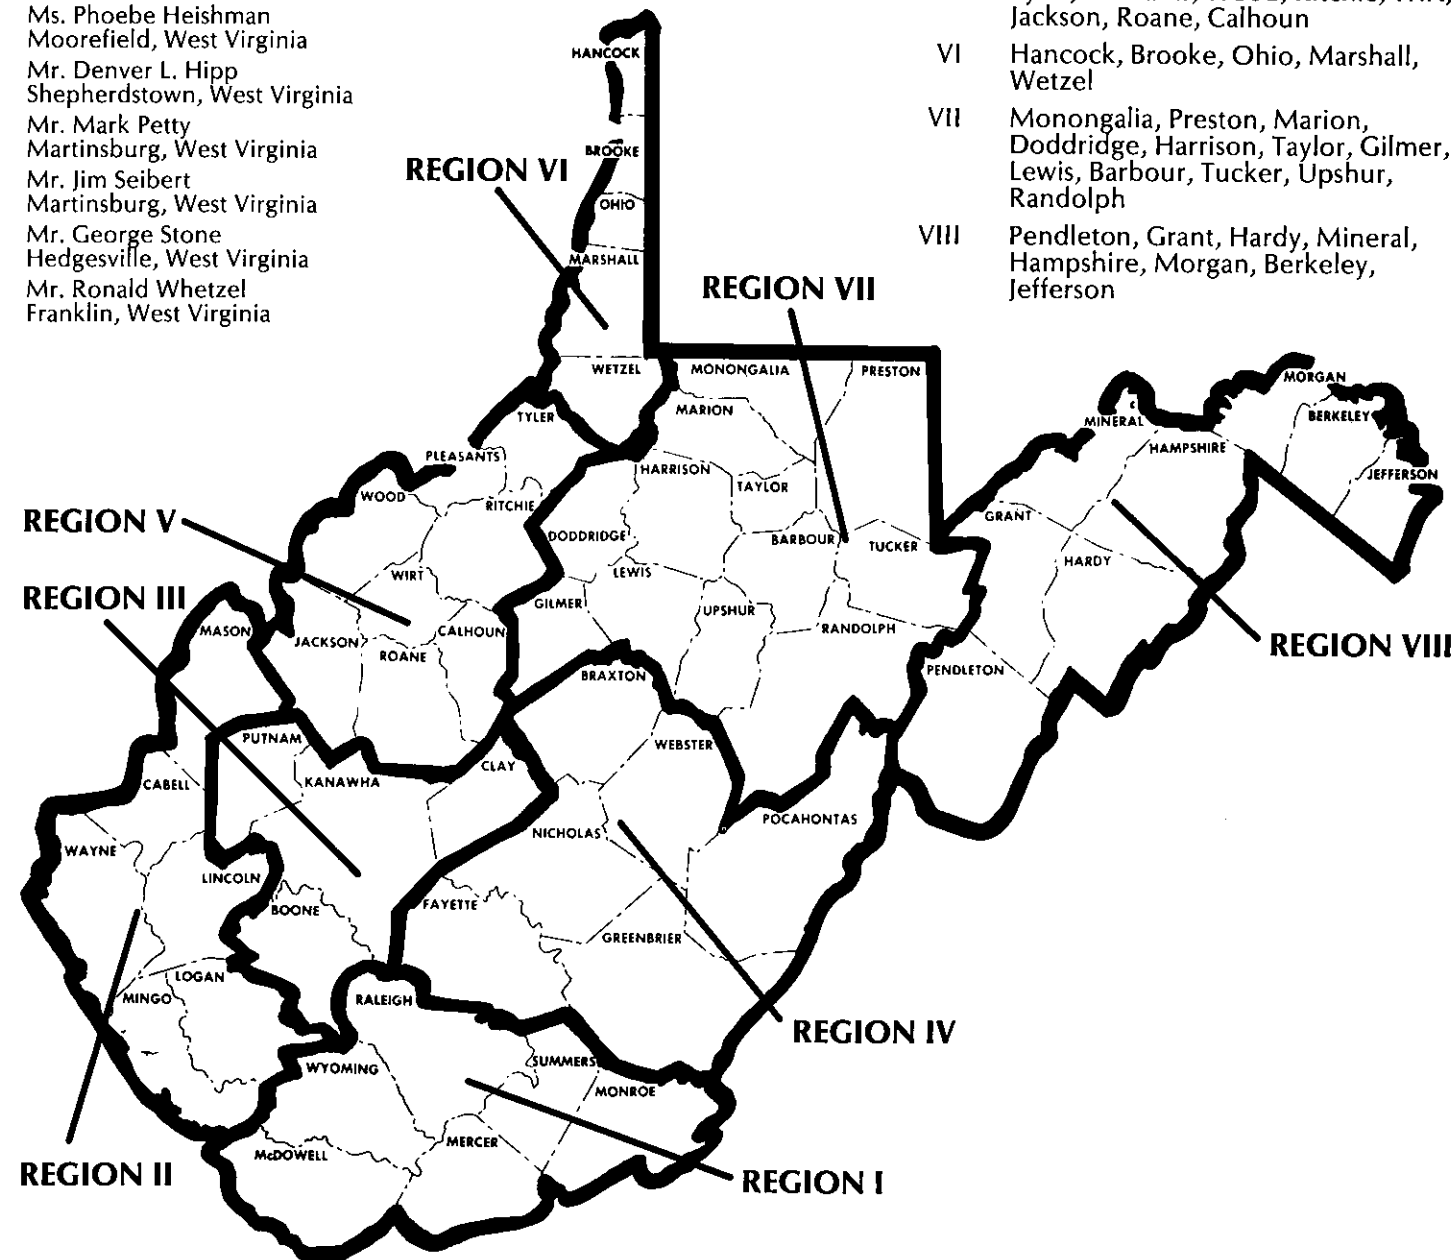 Ms. Phoebe Heishman
Moorefield, West Virginia
Mr. Denver L. Hipp
Shepherdstown, West Virginia
Mr. Mark Petty
Martinsburg, West Virginia
Mr. Jim Seibert
Martinsburg, West Virginia
Mr. George Stone
Hedgesville, West Virginia
Mr. Ronald Whetzel
Franklin, West Virginia
Jackson, Roane, Calhoun
VI Hancock, Brooke, Ohio, Marshall,
Wetzel
VII Monongalia, Preston, Marion,
Doddridge, Harrison, Taylor, Gilmer,
Lewis, Barbour, Tucker, Upshur,
Randolph
VIII Pendleton, Grant, Hardy, Mineral,
Hampshire, Morgan, Berkeley,
Jefferson
HANCOCK
BROOKE
REGION VI
OHIO
MARSHALL
REGION VII
WETZEL
MONONGALIA
PRESTON
MORGAN
TYLER
MARION
MINERAL
BERKELEY
HAMPSHIRE
PLEASANTS
HARRISON
JEFFERSON
WOOD
RITCHIE
TAYLOR
GRANT
REGION V
DODDRIDGE
BARBOUR
TUCKER
HARDY
WIRT
LEWIS
REGION III
GILMER
UPSHUR
MASON
JACKSON
CALHOUN
RANDOLPH
REGION VIII
ROANE
BRAXTON
PENDLETON
PUTNAM
WEBSTER
CLAY
CABELL
KANAWHA
NICHOLAS
POCAHONTAS
WAYNE
LINCOLN
BOONE
FAYETTE
GREENBRIER
LOGAN
MINGO
RALEIGH
REGION IV
WYOMING
SUMMERS
MONROE
McDOWELL
MERCER
REGION II
REGION I